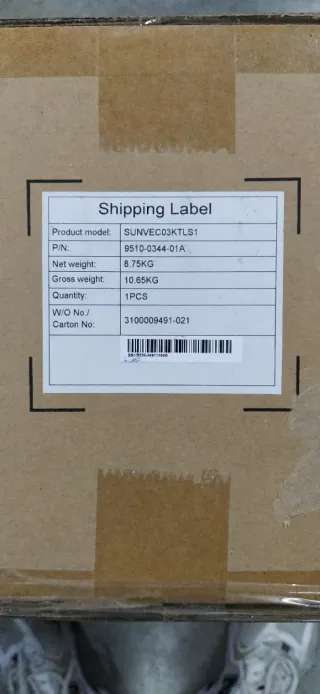 Shipping Label
Product model: SUNVEC03KTLS1
P/N: 9510-0344-01A
Net weight: 8.75KG
Gross weight: 10.65KG
Quantity: 1PCS
W/O No./
Carton No: 3100009491-021